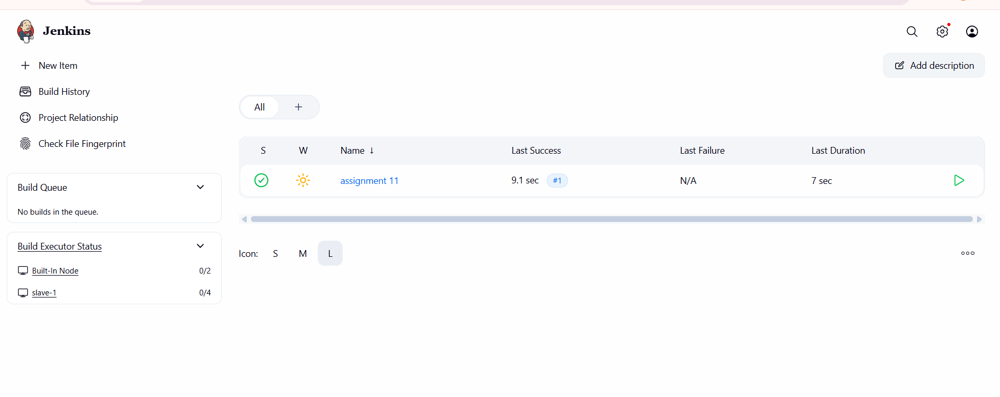 Jenkins
New Item
Add description
Build History
Project Relationship
Check File Fingerprint
All +
S W Name ↓ Last Success Last Failure Last Duration
assignment 11 9.1 sec #1 N/A 7 sec
Build Queue
No builds in the queue.
Build Executor Status
Built-In Node 0/2
slave-1 0/4
Icon: S M L